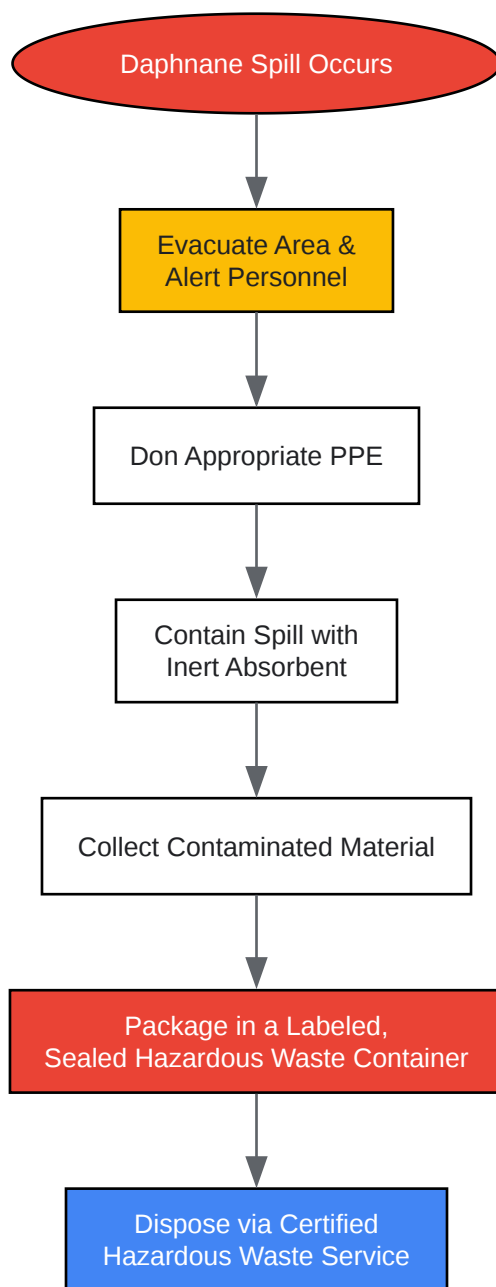 Daphnane Spill Occurs
Evacuate Area &
Alert Personnel
Don Appropriate PPE
Contain Spill with
Inert Absorbent
Collect Contaminated Material
Package in a Labeled,
Sealed Hazardous Waste Container
Dispose via Certified
Hazardous Waste Service